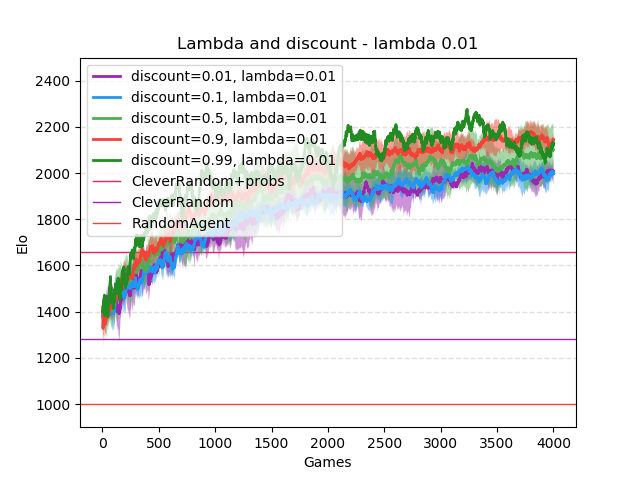 Lambda and discount - lambda 0.01
Elo
2400
2200
2000
1800
1600
1400
1200
1000
discount=0.01, lambda=0.01
discount=0.1, lambda=0.01
discount=0.5, lambda=0.01
discount=0.9, lambda=0.01
discount=0.99, lambda=0.01
CleverRandom+probs
CleverRandom
RandomAgent
0 500 1000 1500 2000 2500 3000 3500 4000
Games